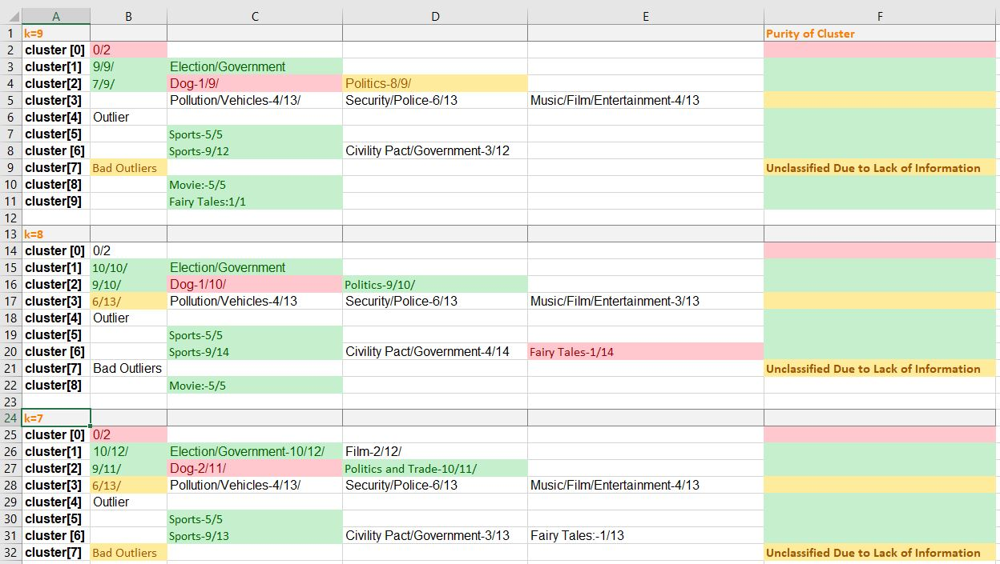 A B C D E F
1 k=9 Purity of Cluster
2 cluster [0] 0/2
3 cluster[1] 9/9/ Election/Government
4 cluster[2] 7/9/ Dog-1/9/ Politics-8/9/
5 cluster[3] Pollution/Vehicles-4/13/ Security/Police-6/13 Music/Film/Entertainment-4/13
6 cluster[4] Outlier
7 cluster[5] Sports-5/5
8 cluster [6] Sports-9/12 Civility Pact/Government-3/12
9 cluster[7] Bad Outliers Unclassified Due to Lack of Information
10 cluster[8] Movie:-5/5
11 cluster[9] Fairy Tales:1/1
12
13 k=8
14 cluster [0] 0/2
15 cluster[1] 10/10/ Election/Government
16 cluster[2] 9/10/ Dog-1/10/ Politics-9/10/
17 cluster[3] 6/13/ Pollution/Vehicles-4/13 Security/Police-6/13 Music/Film/Entertainment-3/13
18 cluster[4] Outlier
19 cluster[5] Sports-5/5
20 cluster [6] Sports-9/14 Civility Pact/Government-4/14 Fairy Tales-1/14
21 cluster[7] Bad Outliers Unclassified Due to Lack of Information
22 cluster[8] Movie:-5/5
23
24 k=7
25 cluster [0] 0/2
26 cluster[1] 10/12/ Election/Government-10/12/ Film-2/12/
27 cluster[2] 9/11/ Dog-2/11/ Politics and Trade-10/11/
28 cluster[3] 6/13/ Pollution/Vehicles-4/13/ Security/Police-6/13 Music/Film/Entertainment-4/13
29 cluster[4] Outlier
30 cluster[5] Sports-5/5
31 cluster [6] Sports-9/13 Civility Pact/Government-3/13 Fairy Tales:-1/13
32 cluster[7] Bad Outliers Unclassified Due to Lack of Information